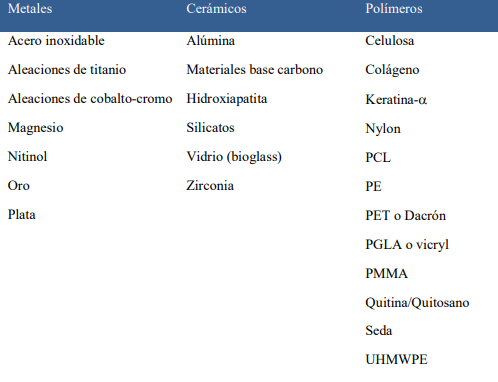 Metales Cerámicos Polímeros
Acero inoxidable Alúmina Celulosa
Aleaciones de titanio Materiales base carbono Colágeno
Aleaciones de cobalto-cromo Hidroxiapatita Keratina-α
Magnesio Silicatos Nylon
Nitinol Vidrio (bioglass) PCL
Oro Zirconia PE
Plata PET o Dacrón
PGLA o vicryl
PMMA
Quitina/Quitosano
Seda
UHMWPE